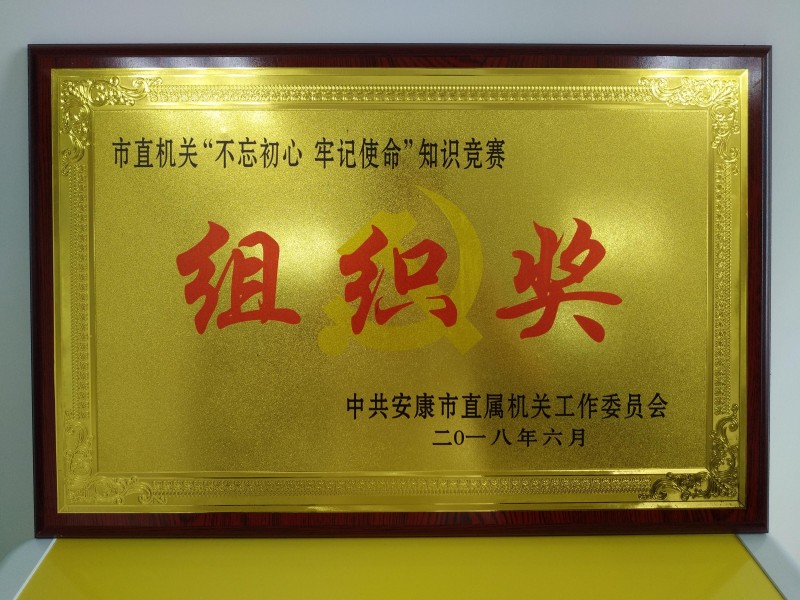 市直机关“不忘初心 牢记使命”知识竞赛
组织奖
中共安康市直属机关工作委员会
二0一八年六月